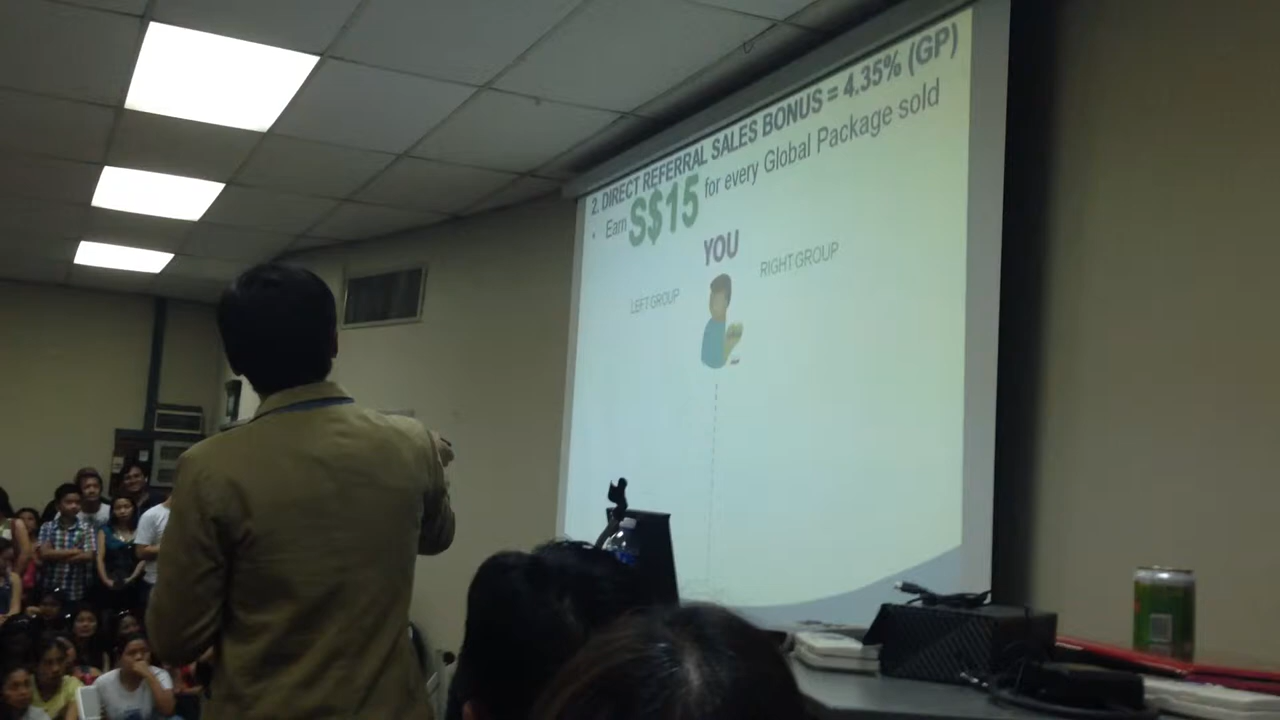 2. DIRECT REFERRAL SALES BONUS = 4.35% (GP)
• Earn S$15 for every Global Package sold
YOU
LEFT GROUP
RIGHT GROUP